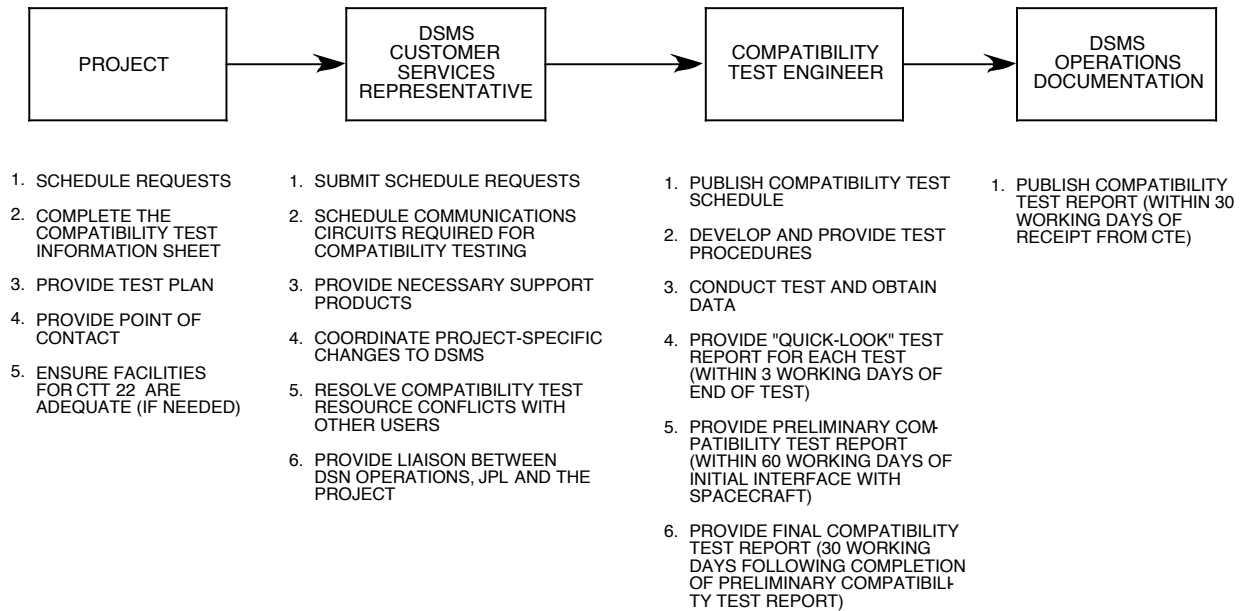 PROJECT
DSMS
CUSTOMER
SERVICES
REPRESENTATIVE
COMPATIBILITY
TEST ENGINEER
DSMS
OPERATIONS
DOCUMENTATION
1. SCHEDULE REQUESTS
2. COMPLETE THE
COMPATIBILITY TEST
INFORMATION SHEET
3. PROVIDE TEST PLAN
4. PROVIDE POINT OF
CONTACT
5. ENSURE FACILITIES
FOR CTT 22 ARE
ADEQUATE (IF NEEDED)
1. SUBMIT SCHEDULE REQUESTS
2. SCHEDULE COMMUNICATIONS
CIRCUITS REQUIRED FOR
COMPATIBILITY TESTING
3. PROVIDE NECESSARY SUPPORT
PRODUCTS
4. COORDINATE PROJECT-SPECIFIC
CHANGES TO DSMS
5. RESOLVE COMPATIBILITY TEST
RESOURCE CONFLICTS WITH
OTHER USERS
6. PROVIDE LIAISON BETWEEN
DSN OPERATIONS, JPL AND THE
PROJECT
1. PUBLISH COMPATIBILITY TEST
SCHEDULE
2. DEVELOP AND PROVIDE TEST
PROCEDURES
3. CONDUCT TEST AND OBTAIN
DATA
4. PROVIDE "QUICK-LOOK" TEST
REPORT FOR EACH TEST
(WITHIN 3 WORKING DAYS OF
END OF TEST)
5. PROVIDE PRELIMINARY COM-
PATIBILITY TEST REPORT
(WITHIN 60 WORKING DAYS OF
INITIAL INTERFACE WITH
SPACECRAFT)
6. PROVIDE FINAL COMPATIBILITY
TEST REPORT (30 WORKING
DAYS FOLLOWING COMPLETION
OF PRELIMINARY COMPATIBILI-
TY TEST REPORT)
1. PUBLISH COMPATIBILITY
TEST REPORT (WITHIN 30
WORKING DAYS OF
RECEIPT FROM CTE)